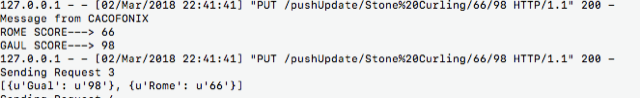 127.0.0.1 - - [02/Mar/2018 22:41:41] "PUT /pushUpdate/Stone%20Curling/66/98 HTTP/1.1" 200 -
Message from CACOFONIX
ROME SCORE---> 66
GAUL SCORE---> 98
127.0.0.1 - - [02/Mar/2018 22:41:41] "PUT /pushUpdate/Stone%20Curling/66/98 HTTP/1.1" 200 -
Sending Request 3
[{u'Gual': u'98'}, {u'Rome': u'66'}]
Sending Request